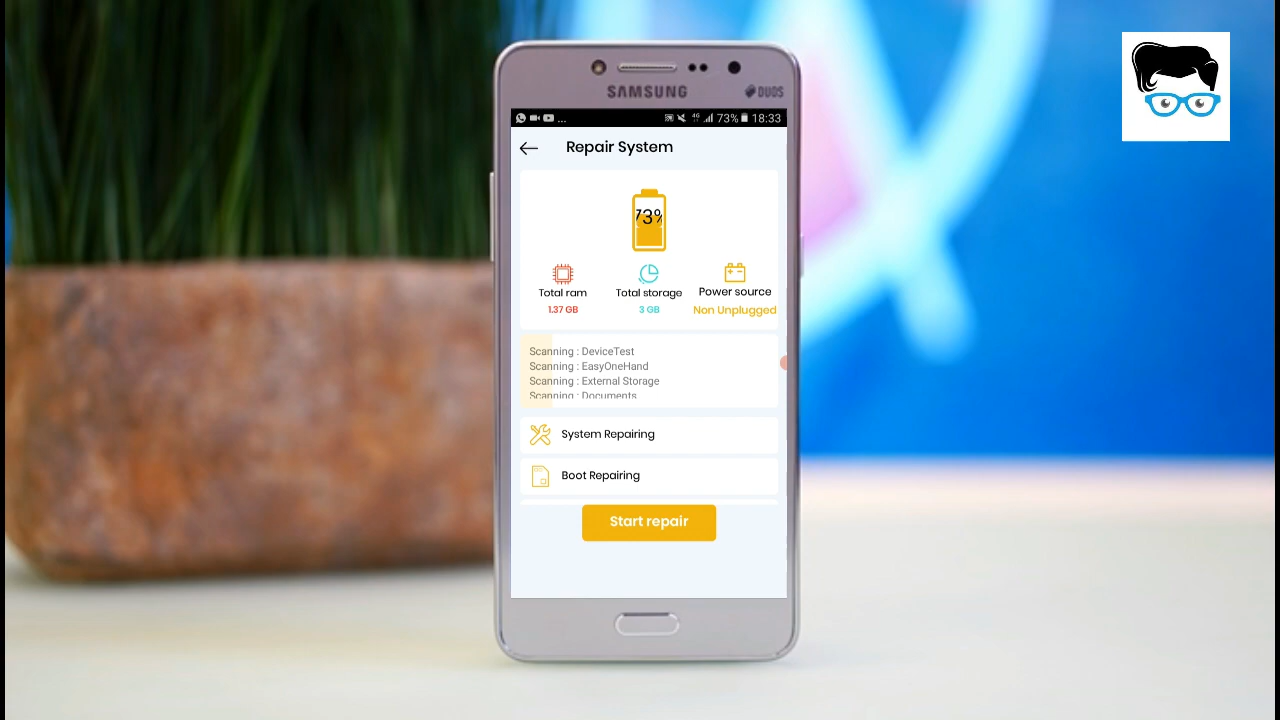 SAMSUNG
DUOS
... 4G 73% 18:33
Repair System
73%
Total ram
Total storage
Power source
1.37 GB
3 GB
Non Unplugged
Scanning : DeviceTest
Scanning : EasyOneHand
Scanning : External Storage
Scanning : Documents
System Repairing
Boot Repairing
Start repair